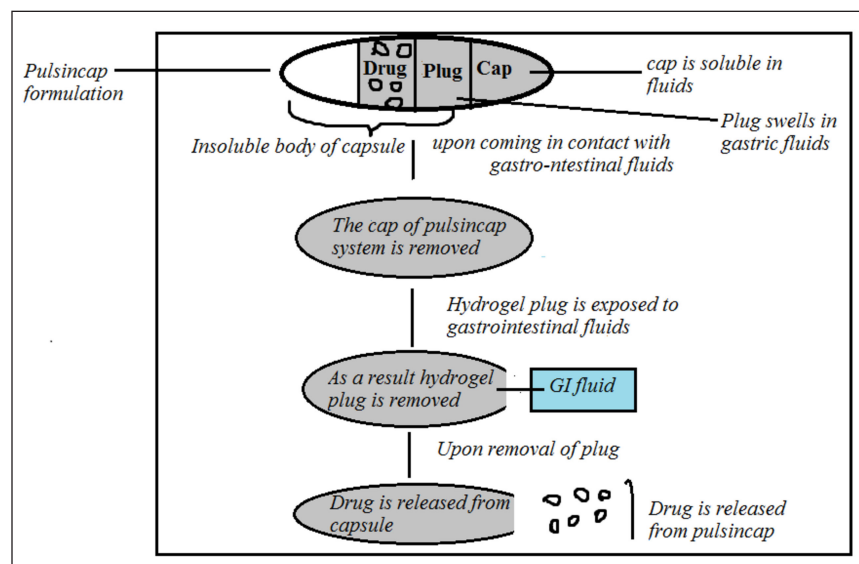 Pulsincap
formulation
Drug
Plug
Cap
cap is soluble in
fluids
Plug swells in
gastric fluids
Insoluble body of capsule
upon coming in contact with
gastro-ntestinal fluids
The cap of pulsincap
system is removed
Hydrogel plug is exposed to
gastrointestinal fluids
As a result hydrogel
plug is removed
GI fluid
Upon removal of plug
Drug is released from
capsule
Drug is released
from pulsincap